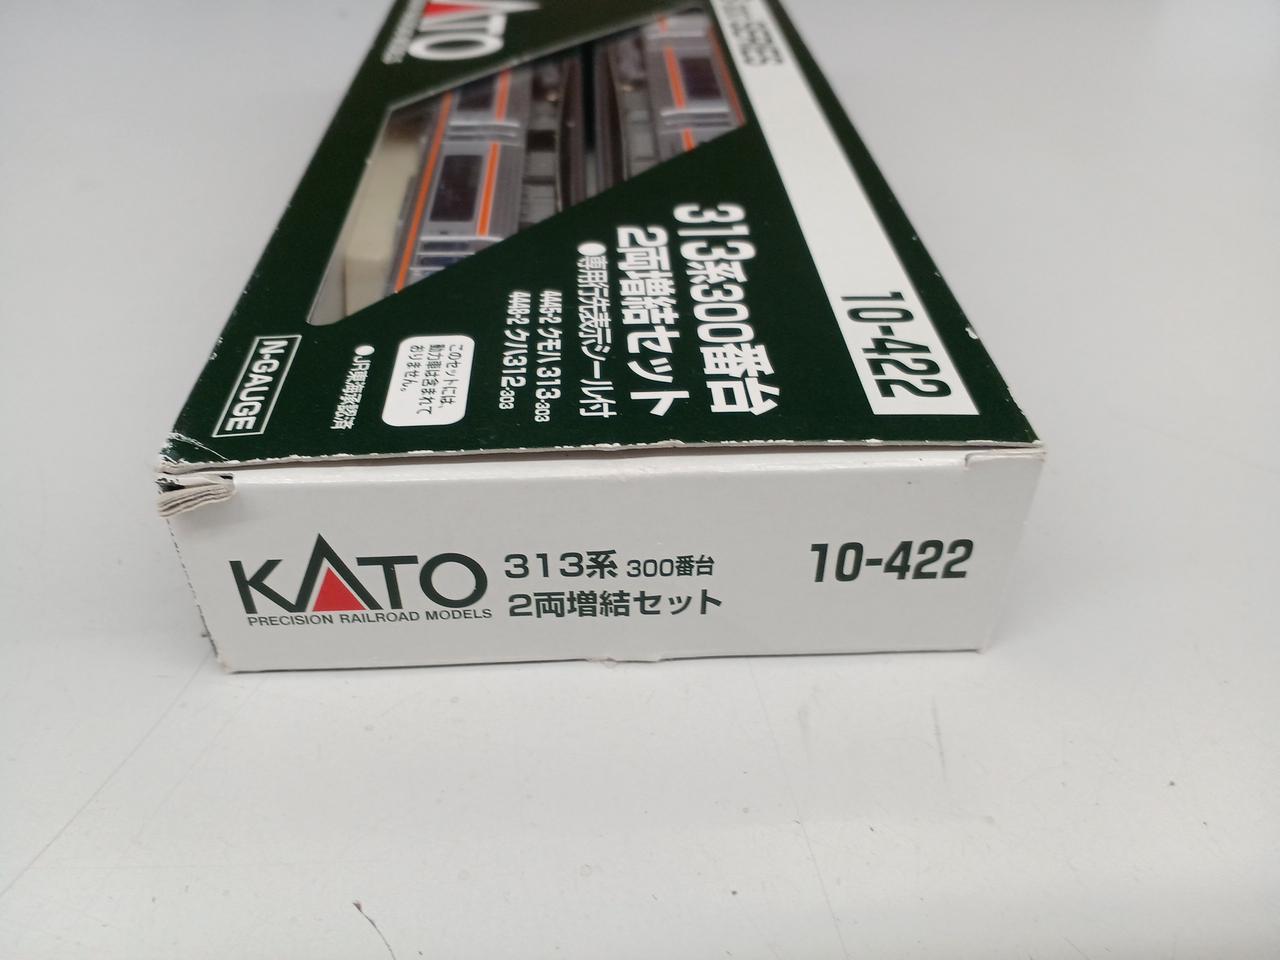 KATO
SERIES
10-422
313系300番台
2両増結セット
●専用行先表示シール付
4445-2 クモハ313-303
4446-2 クハ312-303
このセットには、
動力車は含まれて
おりません。
●JR東海承認済
N-GAUGE
KATO
PRECISION RAILROAD MODELS
313系 300番台
2両増結セット
10-422